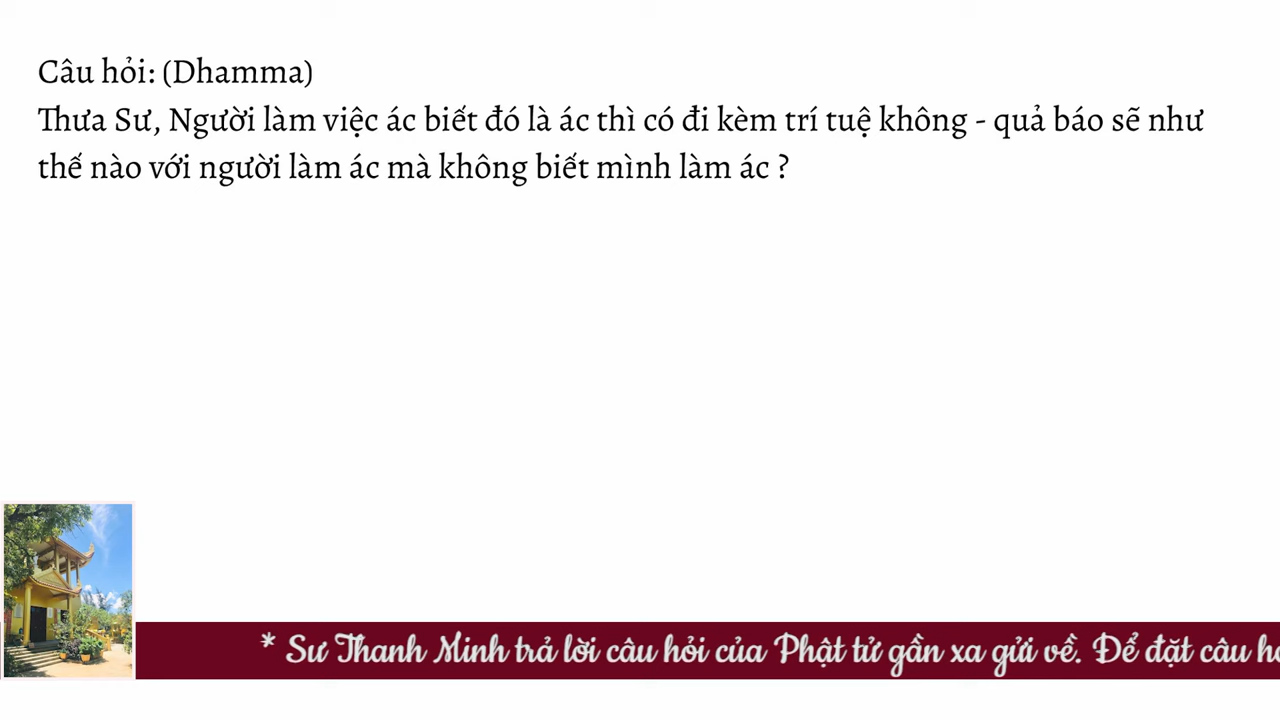 Câu hỏi: (Dhamma)
Thưa Sư, Người làm việc ác biết đó là ác thì có đi kèm trí tuệ không - quả báo sẽ như
thế nào với người làm ác mà không biết mình làm ác ?
* Sư Thanh Minh trả lời câu hỏi của Phật tử gần xa gửi về. Để đặt câu